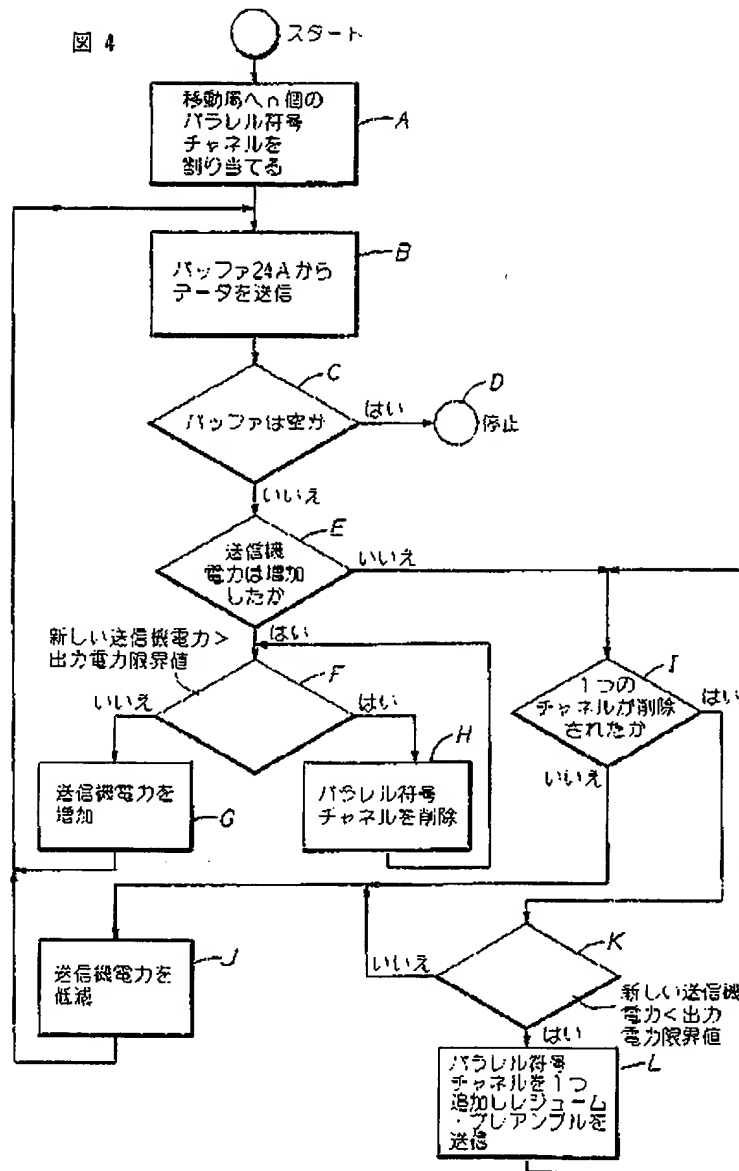 図 4
スタート
移動局へn個の
パラレル符号
チャネルを
割り当てる
A
バッファ24Aから
データを送信
B
バッファは空か
C
はい
D
停止
いいえ
送信機
電力は増加
したか
E
いいえ
はい
新しい送信機電力>
出力電力限界値
F
いいえ
はい
送信機電力を
増加
G
パラレル符号
チャネルを削除
H
1つの
チャネルが削除
されたか
I
はい
いいえ
送信機電力を
低減
J
K
いいえ
新しい送信機
電力<出力
電力限界値
はい
パラレル符号
チャネルを1つ
追加しレジューム
・プレアンブルを
送信
L